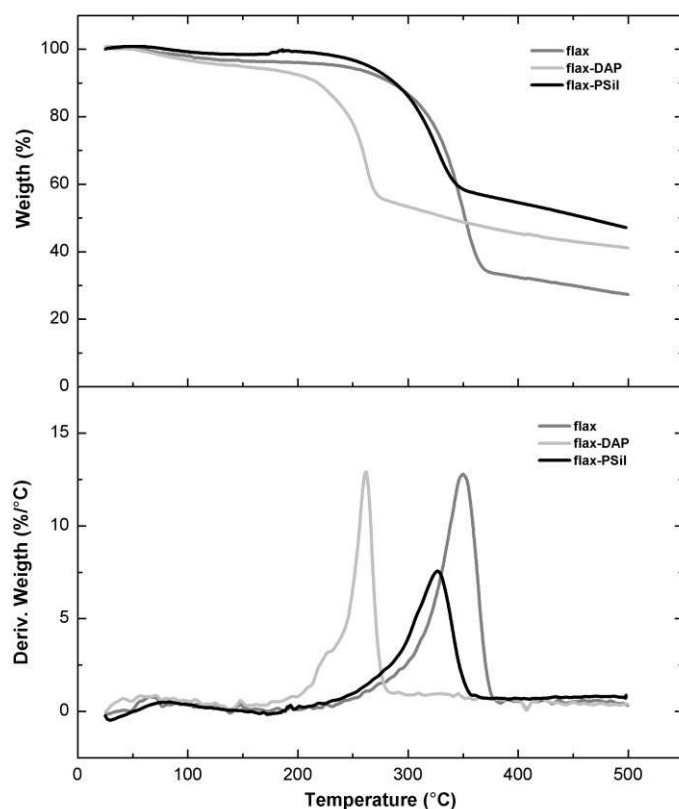 100
80
60
40
20
0
Weigth (%)
flax
flax-DAP
flax-PSil
15
10
5
0
Deriv. Weigth (%/°C)
flax
flax-DAP
flax-PSil
0
100
200
300
400
500
Temperature (°C)